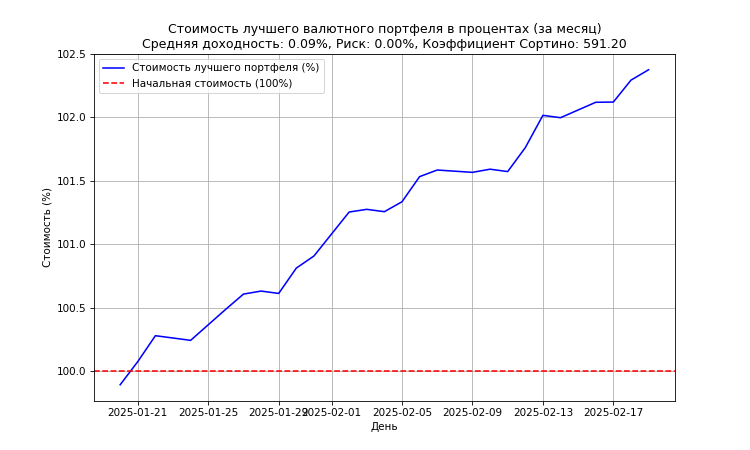 Стоимость лучшего валютного портфеля в процентах (за месяц)
Средняя доходность: 0.09%, Риск: 0.00%, Коэффициент Сортино: 591.20
Стоимость лучшего портфеля (%)
Начальная стоимость (100%)
Стоимость (%)
102.5
102.0
101.5
101.0
100.5
100.0
2025-01-21 2025-01-25 2025-01-29 2025-02-01 2025-02-05 2025-02-09 2025-02-13 2025-02-17
День